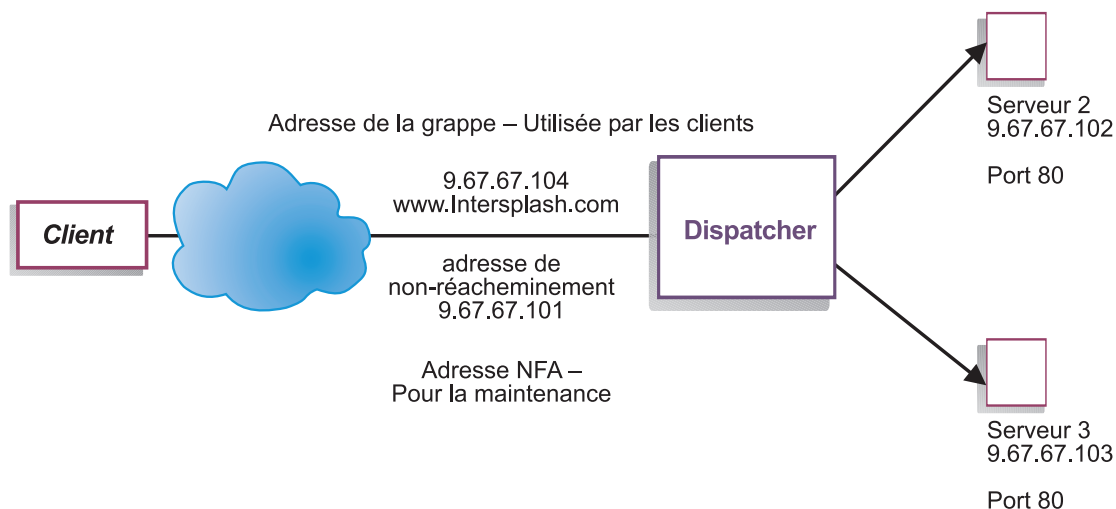 Adresse de la grappe – Utilisée par les clients
9.67.67.104
www.Intersplash.com
Client
Dispatcher
adresse de
non-réacheminement
9.67.67.101
Adresse NFA –
Pour la maintenance
Serveur 2
9.67.67.102
Port 80
Serveur 3
9.67.67.103
Port 80